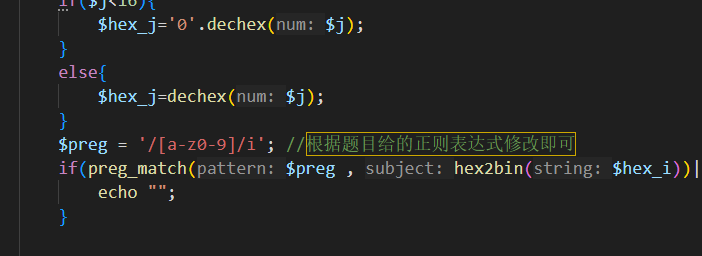 if($j<16){
$hex_j='0'.dechex(num: $j);
}
else{
$hex_j=dechex(num: $j);
}
$preg = '/[a-z0-9]/i'; //根据题目给的正则表达式修改即可
if(preg_match(pattern: $preg , subject: hex2bin(string: $hex_i))|
echo "";
}